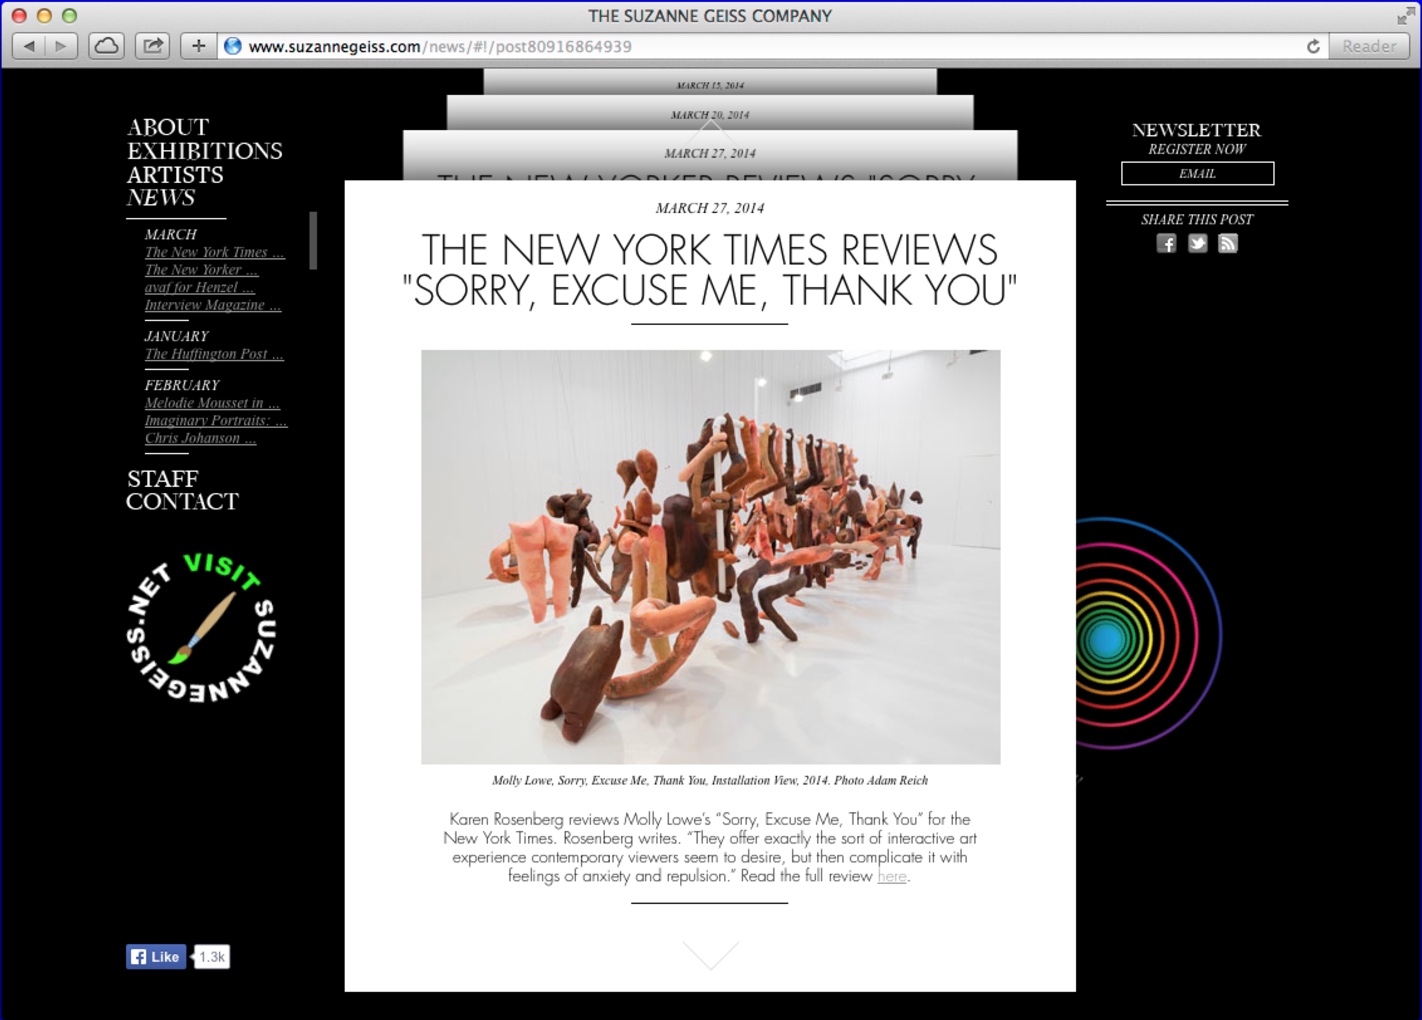 THE SUZANNE GEISS COMPANY
www.suzannegeiss.com/news/#!/post80916864939
Reader
ABOUT
EXHIBITIONS
ARTISTS
NEWS
MARCH
The New York Times ...
The New Yorker ...
avaf for Henzel ...
Interview Magazine ...
JANUARY
The Huffington Post ...
FEBRUARY
Melodie Mousset in ...
Imaginary Portraits: ...
Chris Johanson ...
STAFF
CONTACT
VISIT SUZANNEGEISS.NET
Like 1.3k
MARCH 15, 2014
MARCH 20, 2014
MARCH 27, 2014
THE NEW YORKER REVIEWS "SORRY,
MARCH 27, 2014
THE NEW YORK TIMES REVIEWS
"SORRY, EXCUSE ME, THANK YOU"
Molly Lowe, Sorry, Excuse Me, Thank You, Installation View, 2014. Photo Adam Reich
Karen Rosenberg reviews Molly Lowe's “Sorry, Excuse Me, Thank You” for the
New York Times. Rosenberg writes. “They offer exactly the sort of interactive art
experience contemporary viewers seem to desire, but then complicate it with
feelings of anxiety and repulsion.” Read the full review here.
NEWSLETTER
REGISTER NOW
EMAIL
SHARE THIS POST